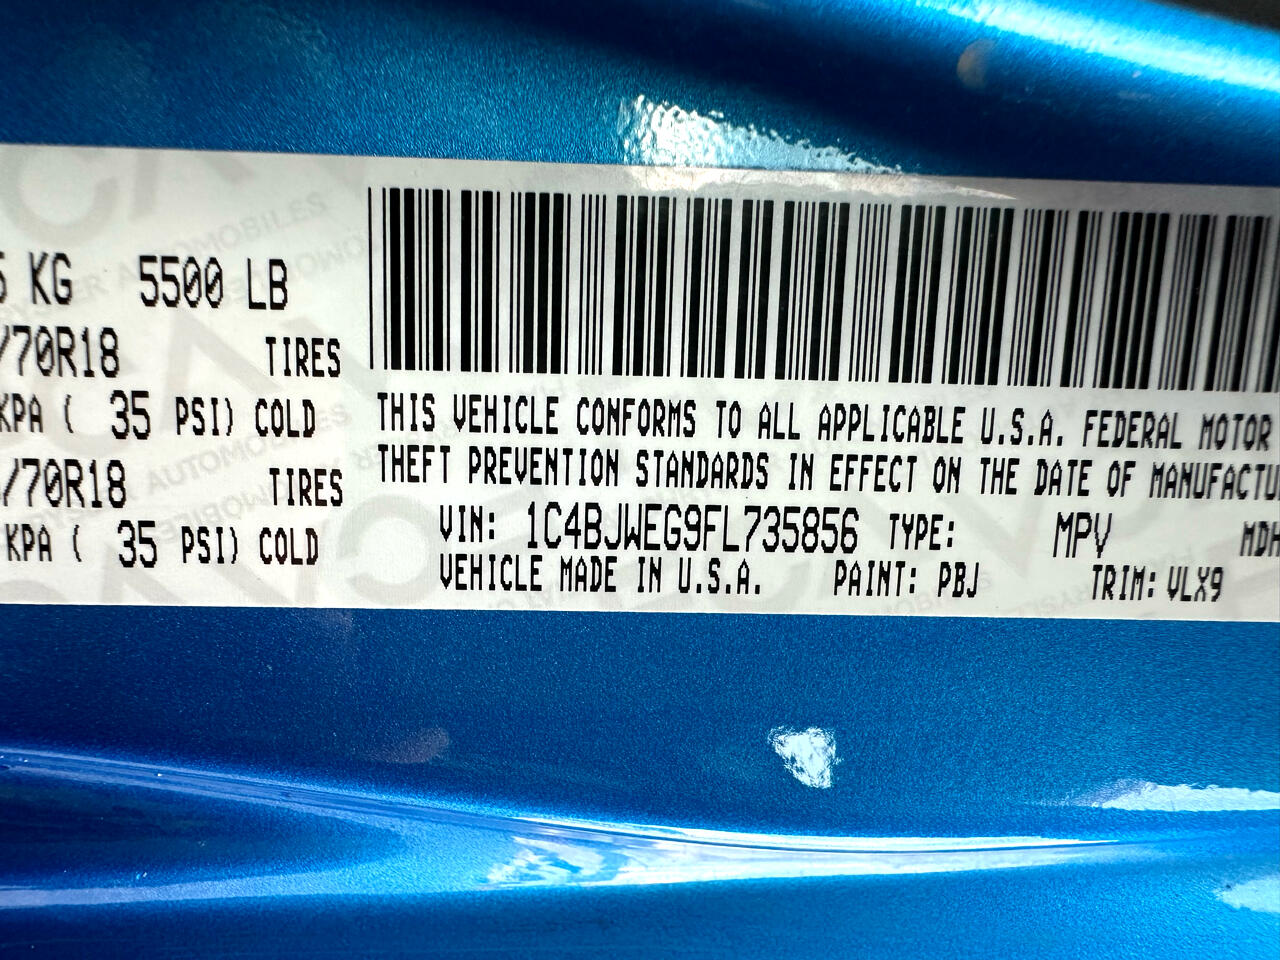 KG 5500 LB
/70R18 TIRES
KPA ( 35 PSI) COLD
/70R18 TIRES
KPA ( 35 PSI) COLD
THIS VEHICLE CONFORMS TO ALL APPLICABLE U.S.A. FEDERAL MOTOR
THEFT PREVENTION STANDARDS IN EFFECT ON THE DATE OF MANUFACTU
VIN: 1C4BJWEG9FL735856 TYPE: MPV MDH
VEHICLE MADE IN U.S.A. PAINT: PBJ TRIM: VLX9